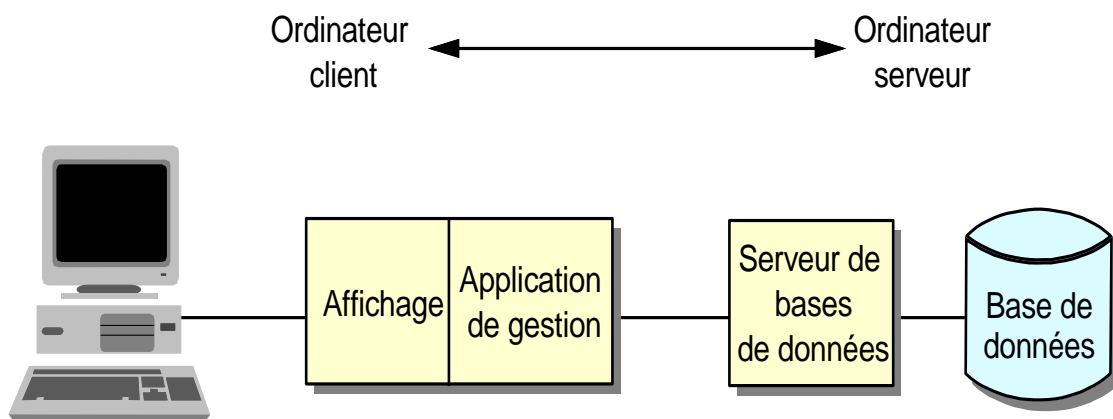 Ordinateur
client
Ordinateur
serveur
Affichage
Application
de gestion
Serveur de
bases
de données
Base de
données